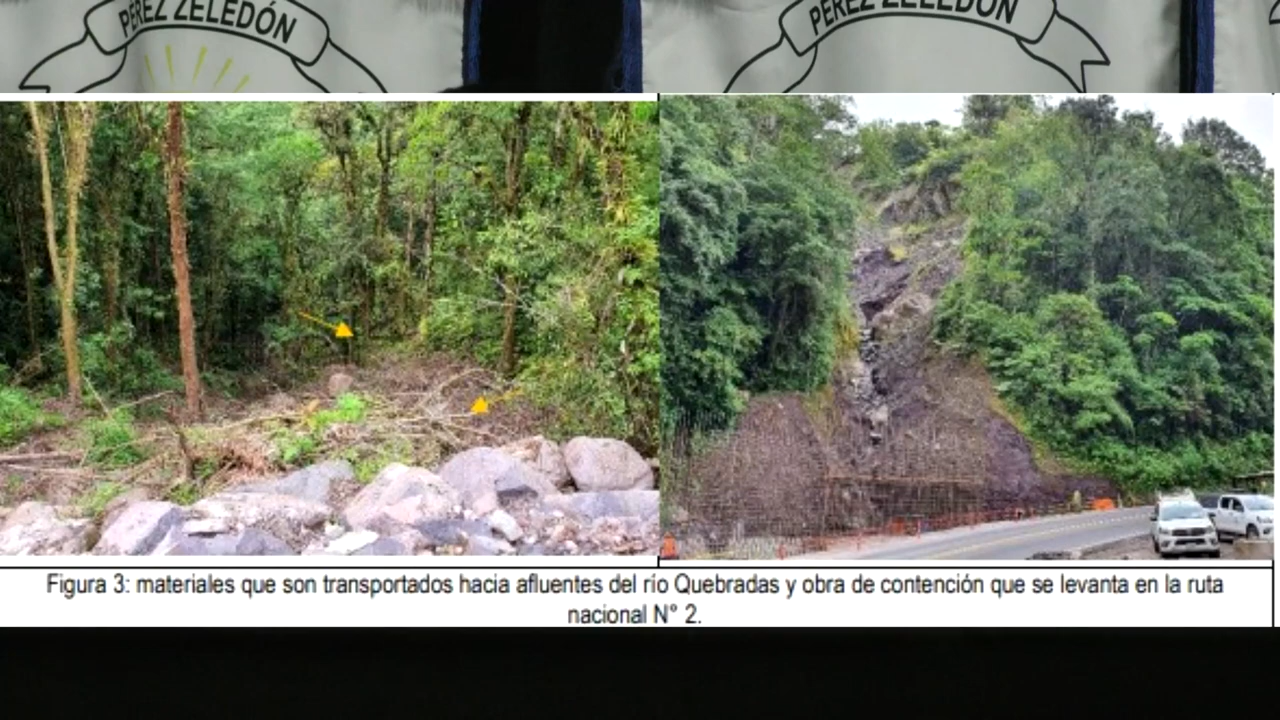 PÉREZ ZELEDÓN
PÉREZ ZELEDÓN
Figura 3: materiales que son transportados hacia afluentes del río Quebradas y obra de contención que se levanta en la ruta
nacional N° 2.